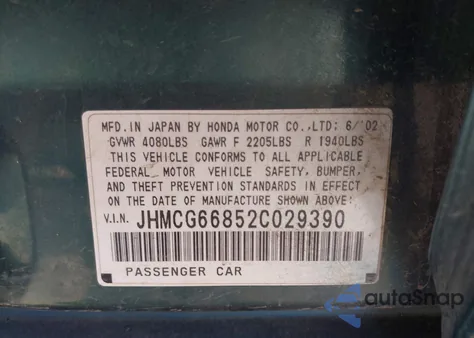 MFD. IN JAPAN BY HONDA MOTOR CO.,LTD: 6/02
GVWR 4080LBS GAWR F 2205LBS R 1940LBS
THIS VEHICLE CONFORMS TO ALL APPLICABLE
FEDERAL MOTOR VEHICLE SAFETY, BUMPER,
AND THEFT PREVENTION STANDARDS IN EFFECT
ON THE DATE OF MANUFACTURE SHOWN ABOVE:
V.I.N. JHMCG66852C029390
PASSENGER CAR
autoSnap